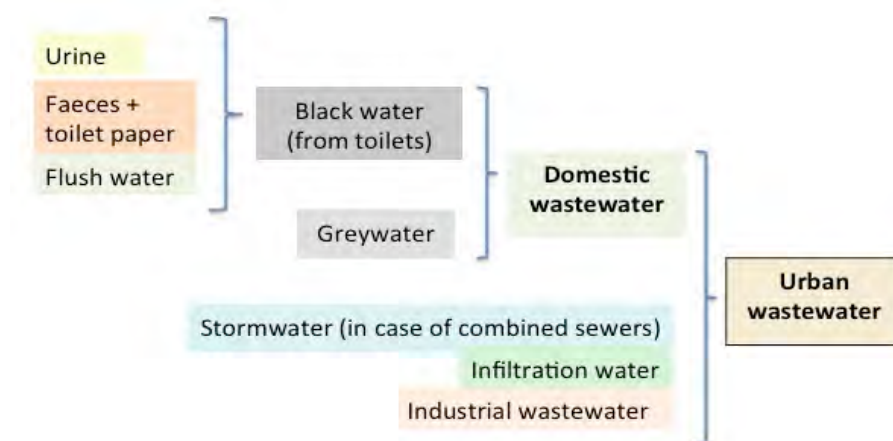 Urine
Faeces +
toilet paper
Flush water
Black water
(from toilets)
Greywater
Domestic
wastewater
Stormwater (in case of combined sewers)
Infiltration water
Industrial wastewater
Urban
wastewater